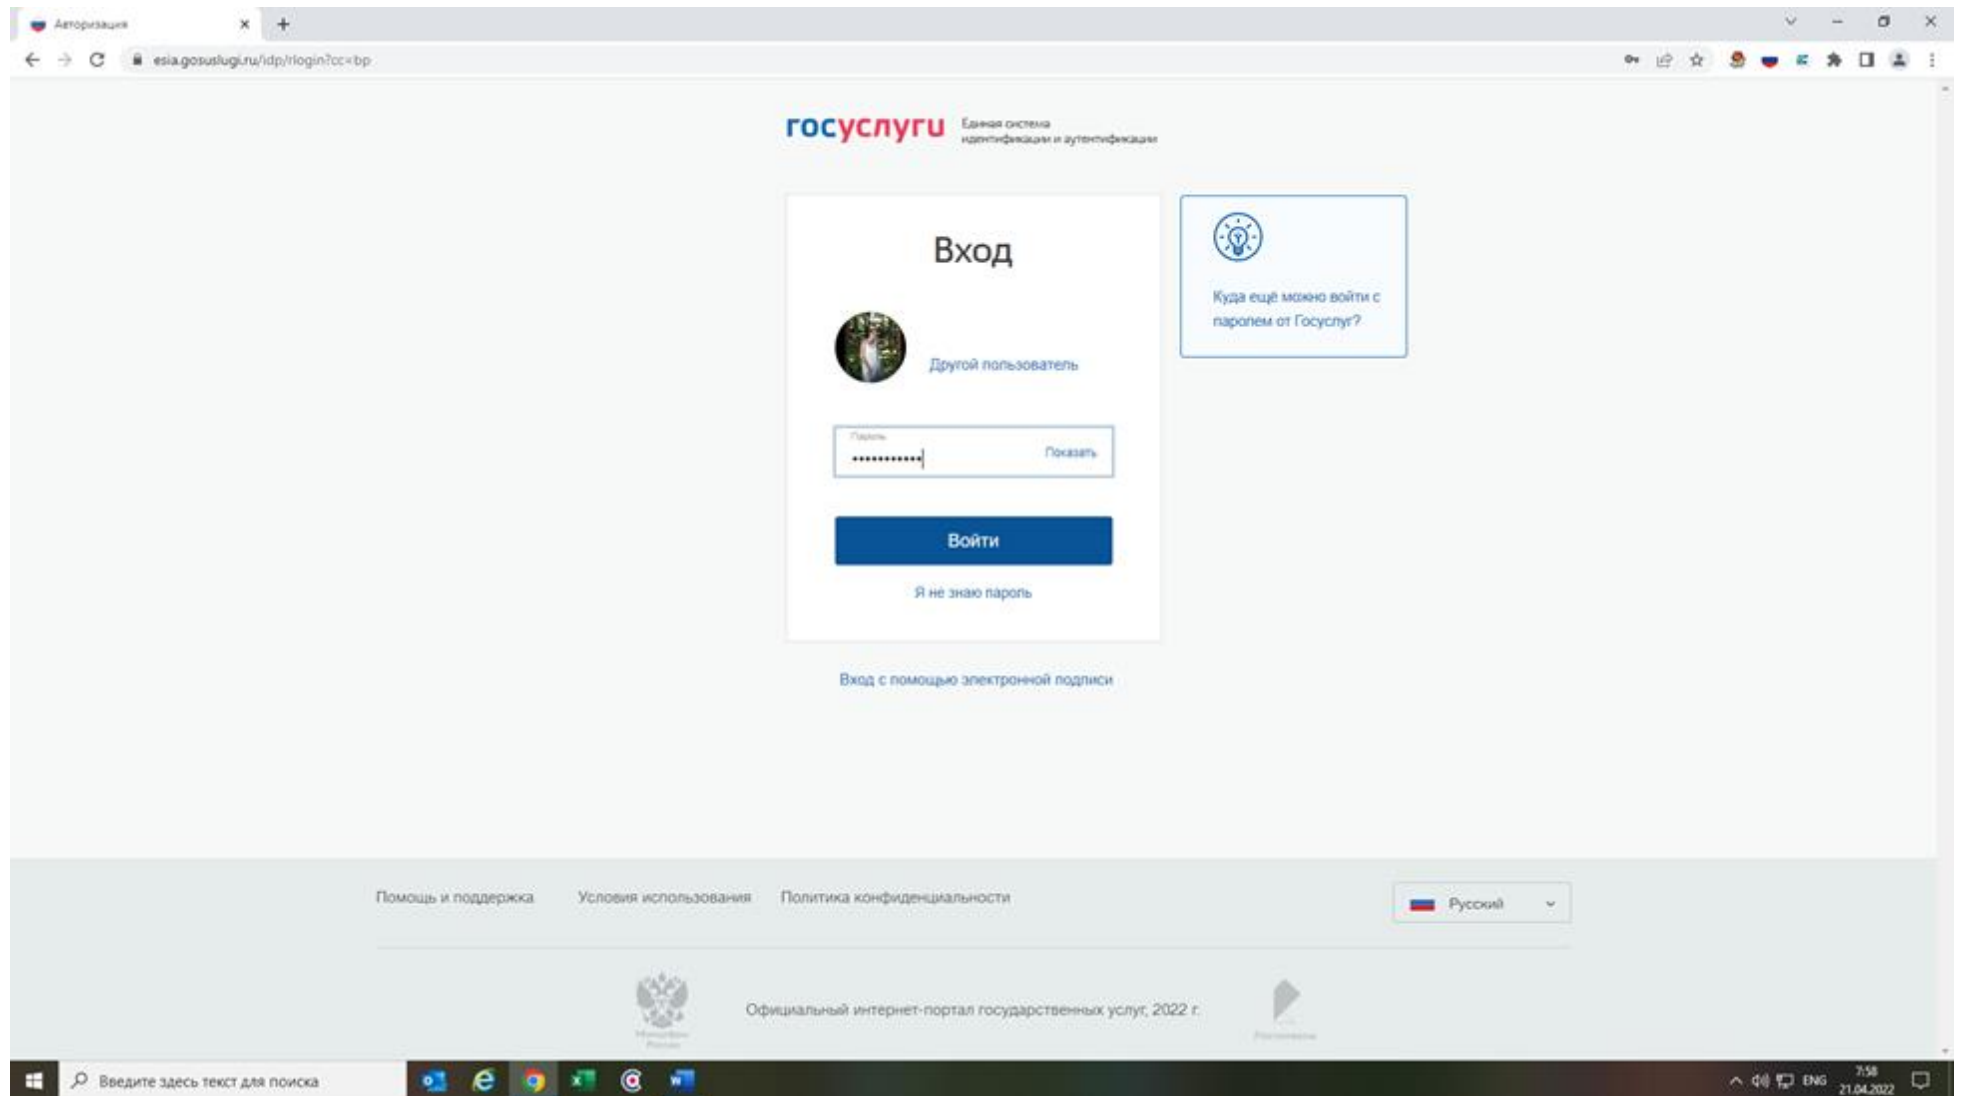 Авторизация
esia.gosuslugi.ru/idp/rlogin?cc=bp
госуслуги
Единая система
идентификации и аутентификации
Вход
Другой пользователь
Пароль
Показать
Войти
Я не знаю пароль
Вход с помощью электронной подписи
Куда ещё можно войти с
паролем от Госуслуг?
Помощь и поддержка
Условия использования
Политика конфиденциальности
Русский
Официальный интернет-портал государственных услуг, 2022 г.
Введите здесь текст для поиска
ENG
7:58
21.04.2022